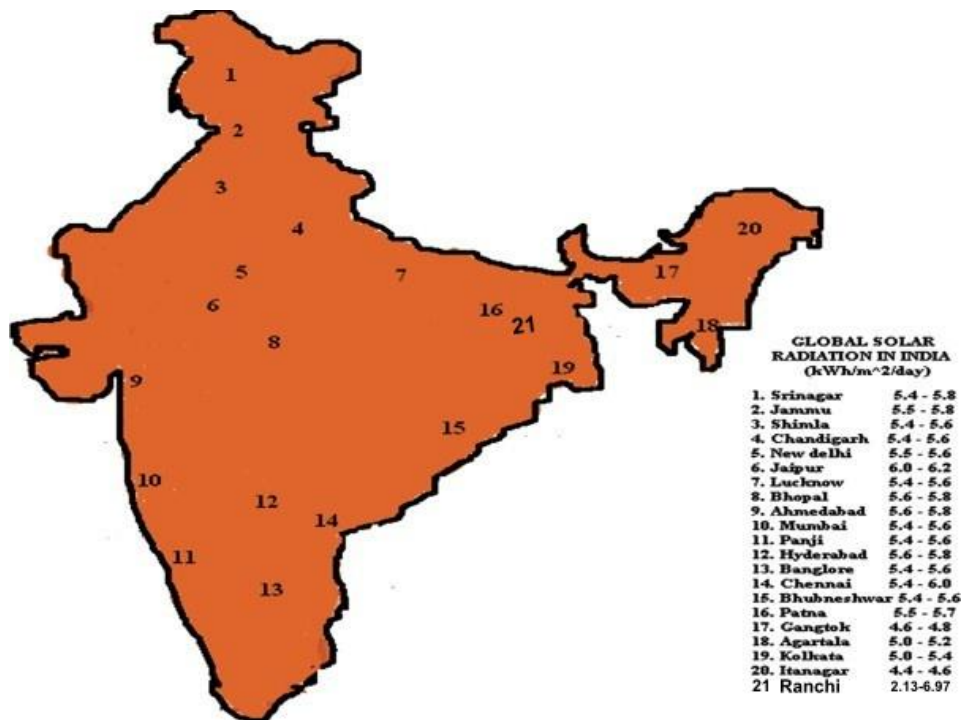 1
2
3
4
20
5
7
17
6
16
21
8
18
19
9
15
10
12
14
11
13
GLOBAL SOLAR
RADIATION IN INDIA
(kWh/m^2/day)
1. Srinagar 5.4 - 5.8
2. Jammu 5.5 - 5.8
3. Shimla 5.4 - 5.6
4. Chandigarh 5.4 - 5.6
5. New delhi 5.5 - 5.6
6. Jaipur 6.0 - 6.2
7. Lucknow 5.4 - 5.6
8. Bhopal 5.6 - 5.8
9. Ahmedabad 5.6 - 5.8
10. Mumbai 5.4 - 5.6
11. Panji 5.4 - 5.6
12. Hyderabad 5.6 - 5.8
13. Banglore 5.4 - 5.6
14. Chennai 5.4 - 6.0
15. Bhubneshwar 5.4 - 5.6
16. Patna 5.5 - 5.7
17. Gangtok 4.6 - 4.8
18. Agartala 5.0 - 5.2
19. Kolkata 5.0 - 5.4
20. Itanagar 4.4 - 4.6
21 Ranchi 2.13-6.97